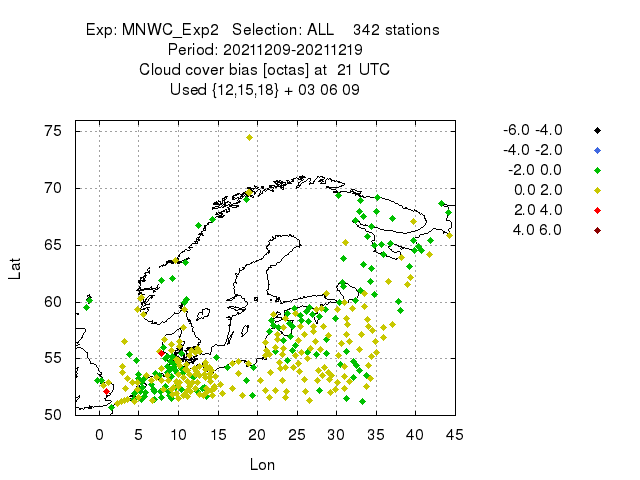 Exp: MNWC_Exp2 Selection: ALL 342 stations
Period: 20211209-20211219
Cloud cover bias [octas] at 21 UTC
Used {12,15,18} + 03 06 09
75
70
65
60
55
50
Lat
0 5 10 15 20 25 30 35 40 45
Lon
-6.0 -4.0
-4.0 -2.0
-2.0 0.0
0.0 2.0
2.0 4.0
4.0 6.0